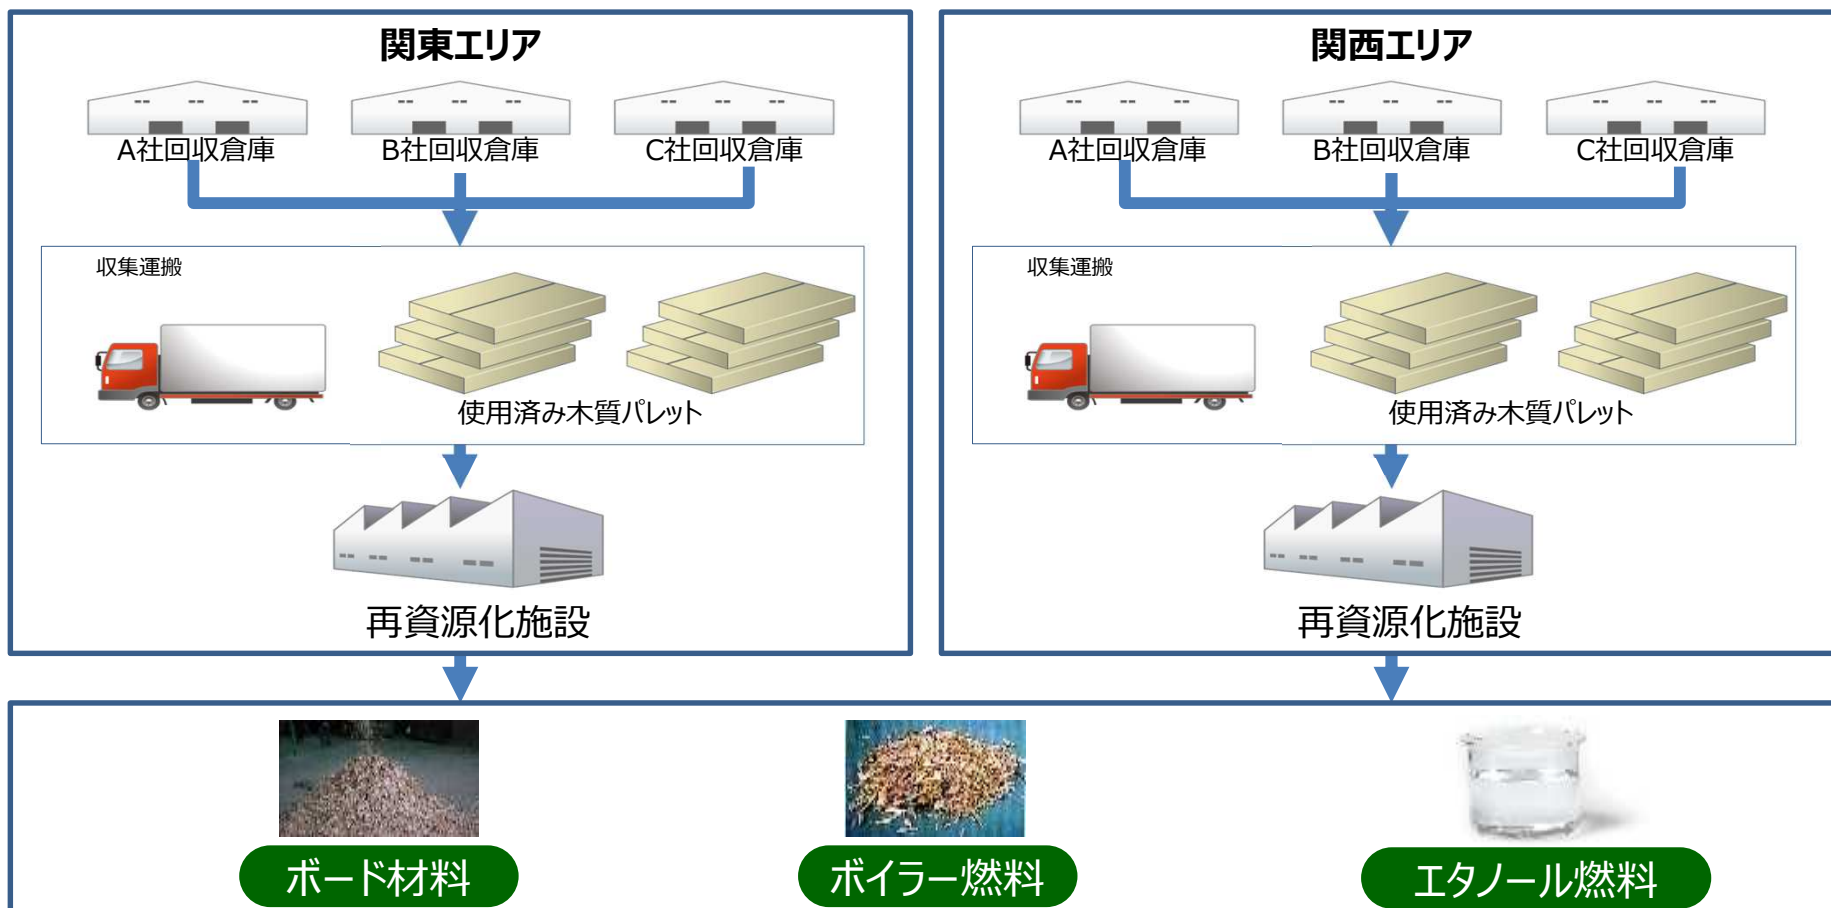 関東エリア
A社回収倉庫
B社回収倉庫
C社回収倉庫
収集運搬
使用済み木質パレット
再資源化施設
関西エリア
A社回収倉庫
B社回収倉庫
C社回収倉庫
収集運搬
使用済み木質パレット
再資源化施設
ボード材料
ボイラー燃料
エタノール燃料